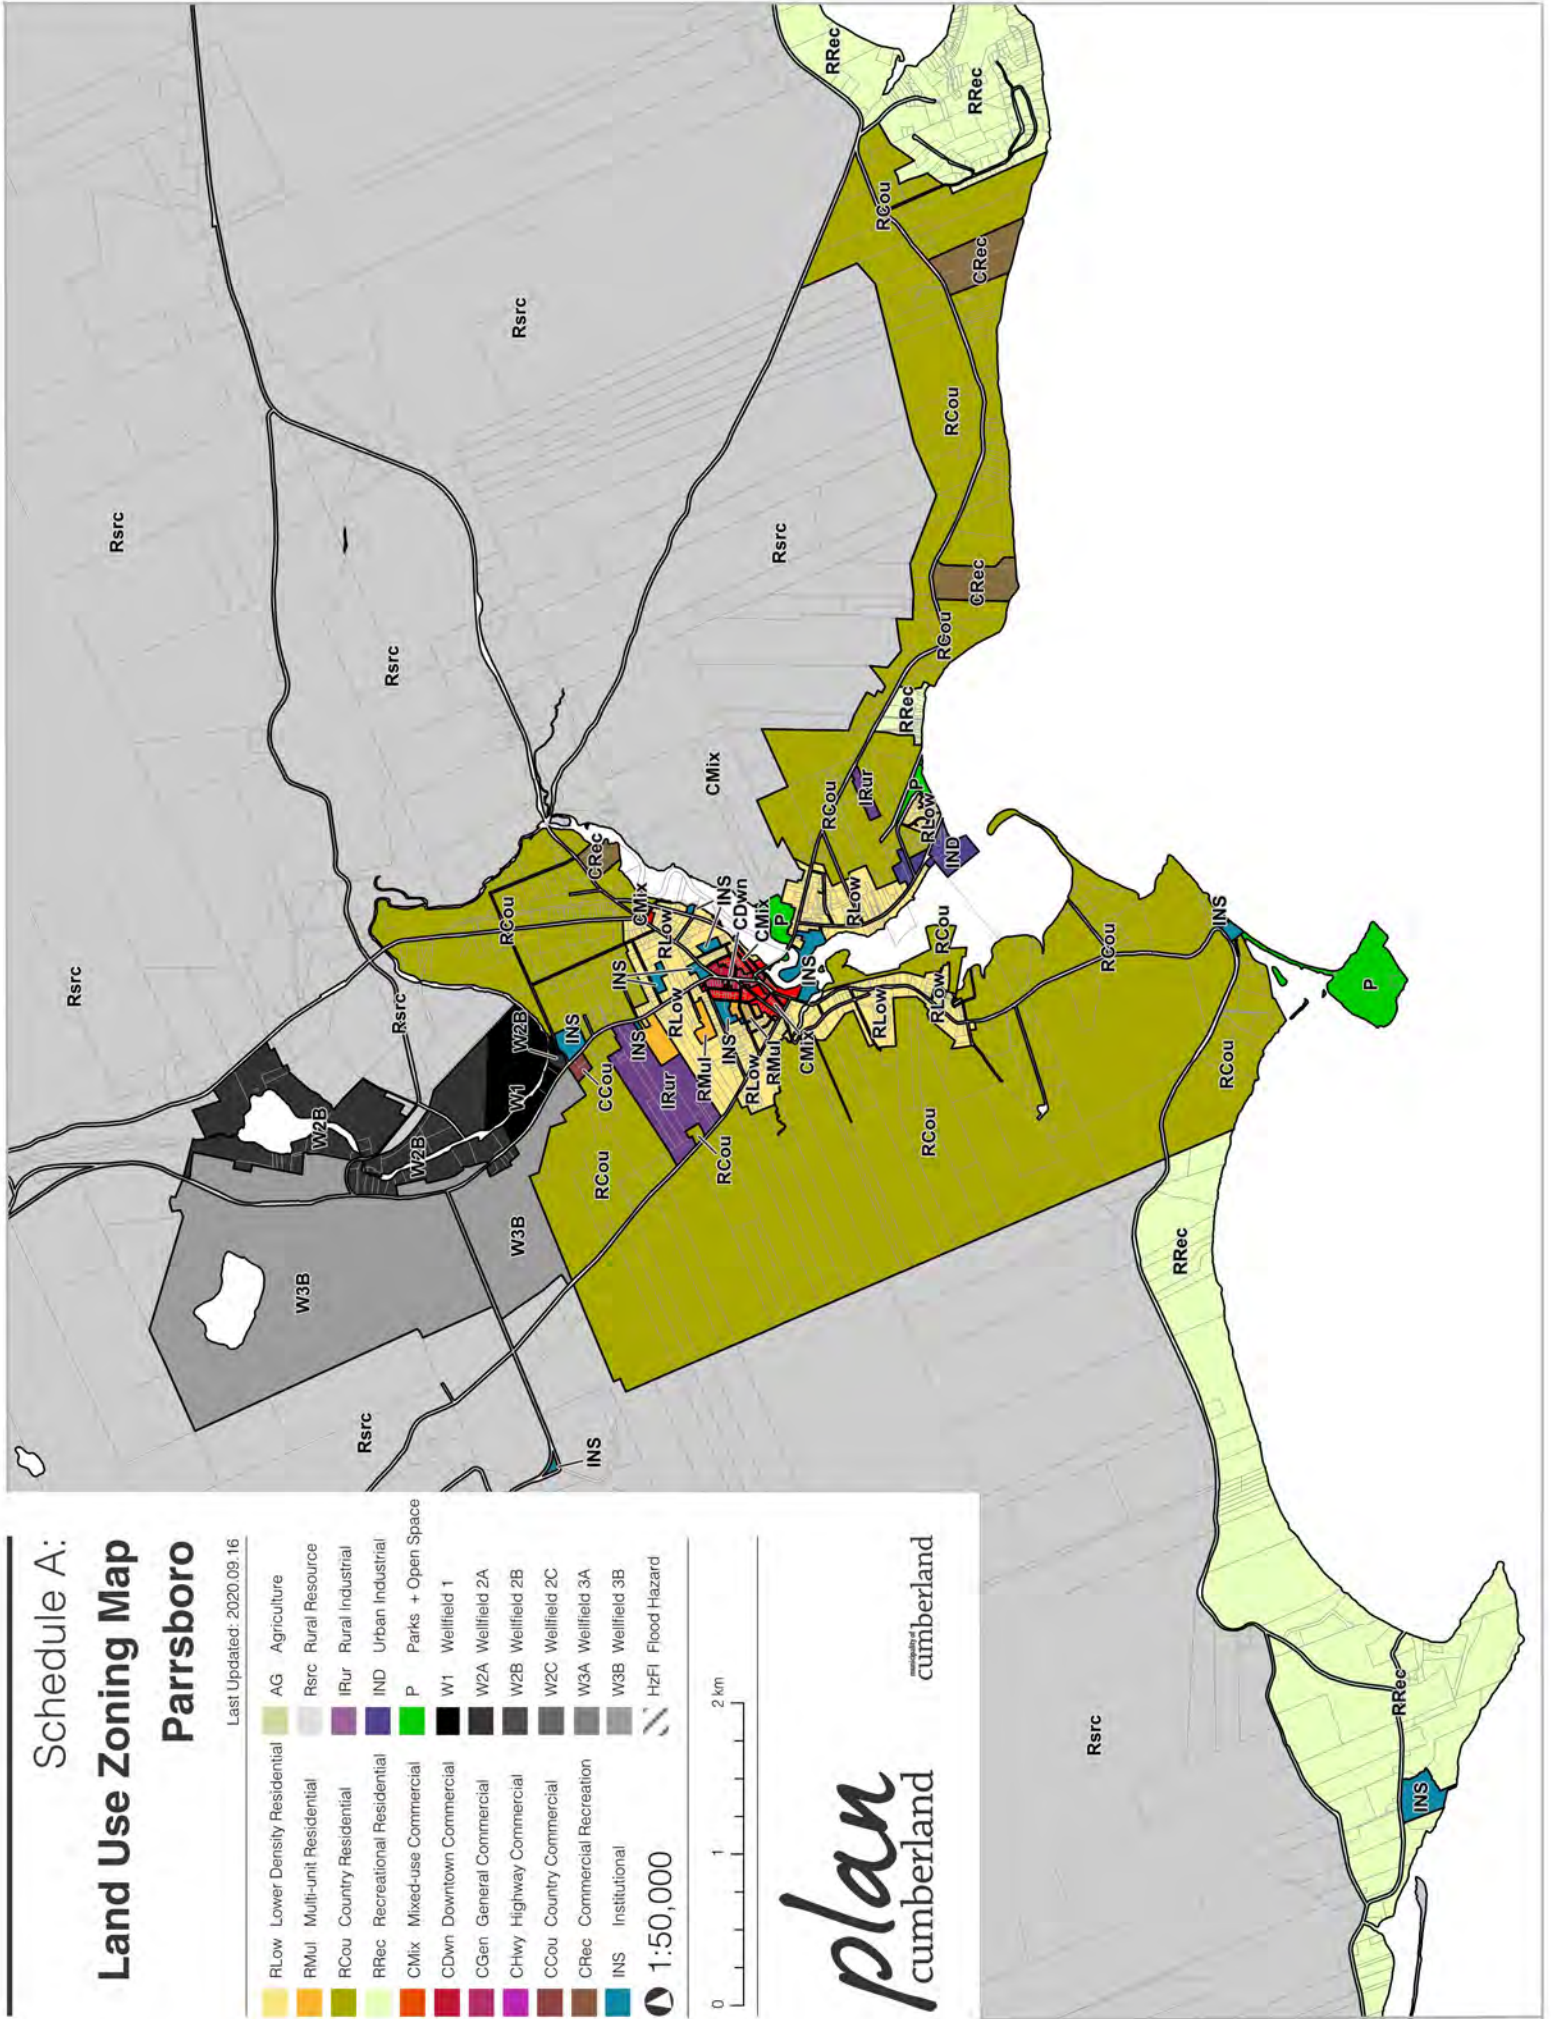 Schedule A:
Land Use Zoning Map
Parrsboro
Last Updated: 2020.09.16
RLow Lower Density Residential
RMul Multi-unit Residential
RCou Country Residential
RRec Recreational Residential
CMix Mixed-use Commercial
CDwn Downtown Commercial
CGen General Commercial
CHwy Highway Commercial
CCou Country Commercial
CRec Commercial Recreation
INS Institutional
AG Agriculture
Rsrc Rural Resource
IRur Rural Industrial
IND Urban Industrial
P Parks + Open Space
W1 Wellfield 1
W2A Wellfield 2A
W2B Wellfield 2B
W2C Wellfield 2C
W3A Wellfield 3A
W3B Wellfield 3B
HzFl Flood Hazard
1:50,000
0 1 2 km
plan
cumberland
municipality of
cumberland
Rsrc
Rsrc
Rsrc
Rsrc
Rsrc
Rsrc
Rsrc
Rsrc
Rsrc
W3B
W3B
W2B
W2B
W2B
W1
INS
INS
CCou
RCou
IRur
RCou
INS
INS
RLow
RMul
INS
RLow
RMul
CMix
RLow
CMix
INS
CDwn
CMix
P
INS
RCou
CRec
CMix
RLow
RCou
IRur
P
RLow
IND
RRec
RCou
CRec
RCou
CRec
RCou
RRec
RRec
RLow
RLow
RCou
RCou
INS
P
RCou
RCou
RRec
RRec
INS